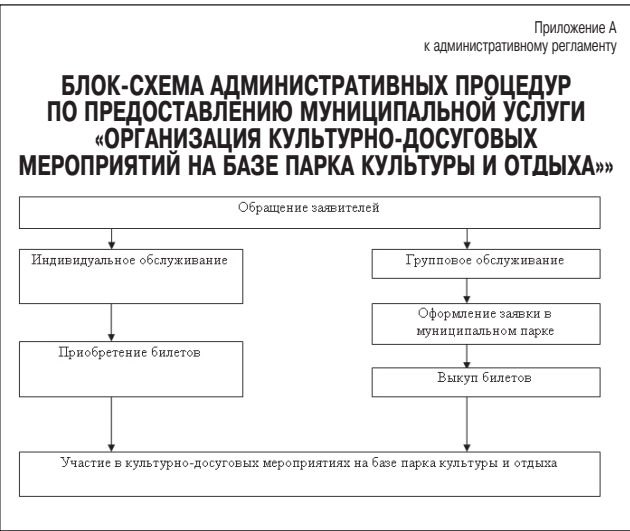 Приложение А
к административному регламенту
БЛОК-СХЕМА АДМИНИСТРАТИВНЫХ ПРОЦЕДУР
ПО ПРЕДОСТАВЛЕНИЮ МУНИЦИПАЛЬНОЙ УСЛУГИ
«ОРГАНИЗАЦИЯ КУЛЬТУРНО-ДОСУГОВЫХ
МЕРОПРИЯТИЙ НА БАЗЕ ПАРКА КУЛЬТУРЫ И ОТДЫХА»»
Обращение заявителей
Индивидуальное обслуживание
Групповое обслуживание
Оформление заявки в
муниципальном парке
Приобретение билетов
Выкуп билетов
Участие в культурно-досуговых мероприятиях на базе парка культуры и отдыха